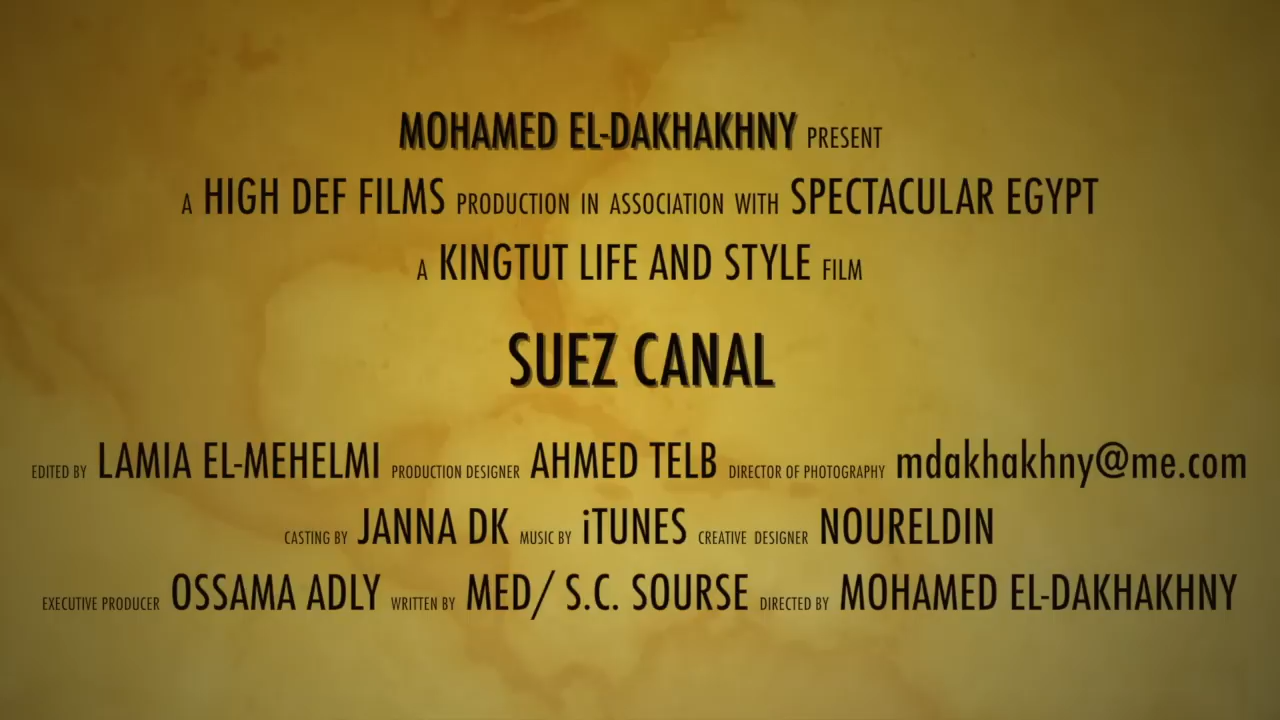 MOHAMED EL-DAKHAKHNY PRESENT
A HIGH DEF FILMS PRODUCTION IN ASSOCIATION WITH SPECTACULAR EGYPT
A KINGTUT LIFE AND STYLE FILM
SUEZ CANAL
EDITED BY LAMIA EL-MEHELMI PRODUCTION DESIGNER AHMED TELB DIRECTOR OF PHOTOGRAPHY mdakhakhny@me.com
CASTING BY JANNA DK MUSIC BY iTUNES CREATIVE DESIGNER NOURELDIN
EXECUTIVE PRODUCER OSSAMA ADLY WRITTEN BY MED/ S.C. SOURSE DIRECTED BY MOHAMED EL-DAKHAKHNY